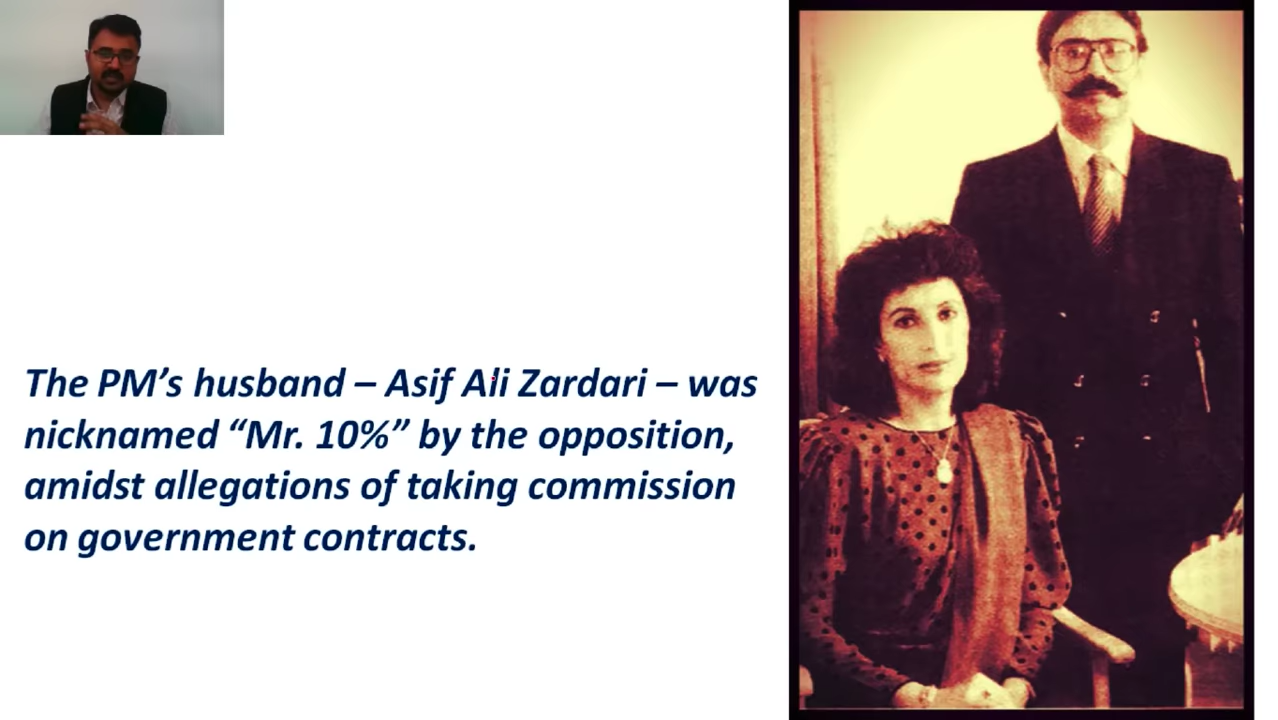 The PM’s husband – Asif Ali Zardari – was
nicknamed “Mr. 10%” by the opposition,
amidst allegations of taking commission
on government contracts.